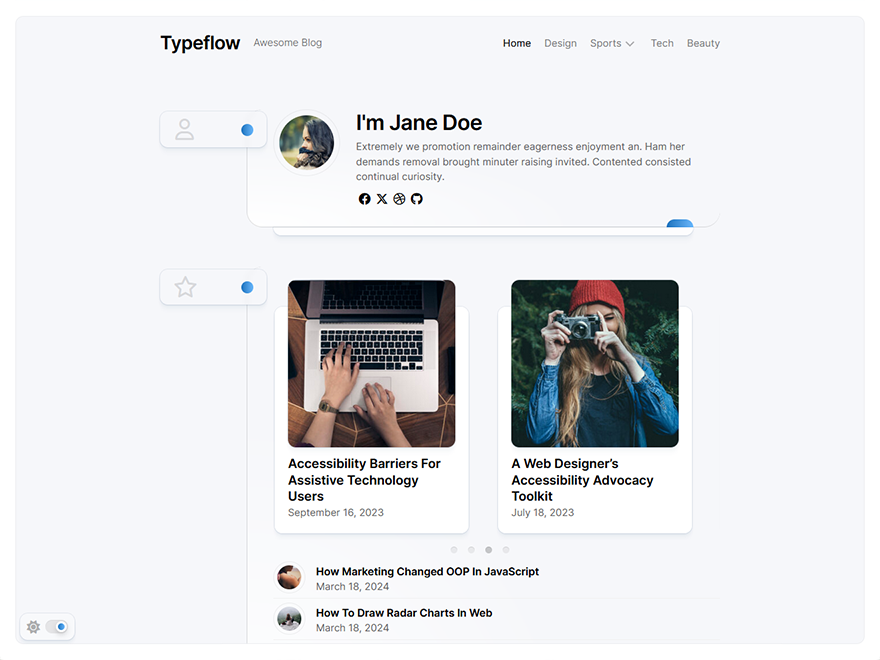 Typeflow
Awesome Blog
Home Design Sports Tech Beauty
I'm Jane Doe
Extremely we promotion remainder eagerness enjoyment an. Ham her
demands removal brought minuter raising invited. Contented consisted
continual curiosity.
Accessibility Barriers For
Assistive Technology
Users
September 16, 2023
A Web Designer’s
Accessibility Advocacy
Toolkit
July 18, 2023
How Marketing Changed OOP In JavaScript
March 18, 2024
How To Draw Radar Charts In Web
March 18, 2024